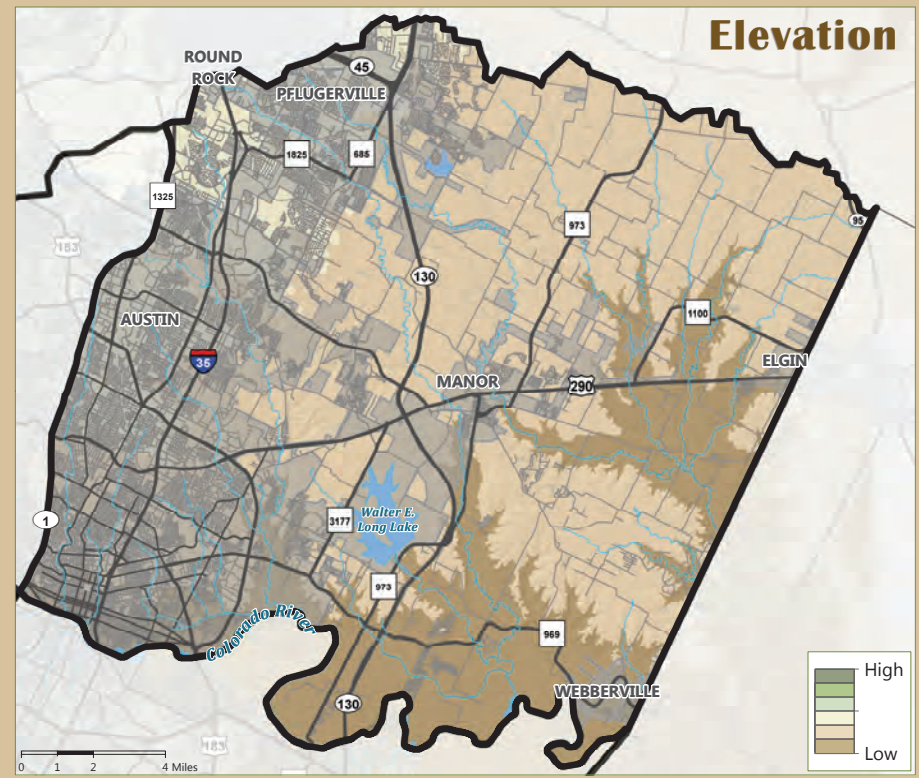 Elevation
ROUND
ROCK
45
PFLUGERVILLE
1825
685
1325
183
973
95
130
AUSTIN
1100
35
ELGIN
MANOR
290
Walter E.
Long Lake
3177
1
973
Colorado River
969
WEBBERVILLE
130
183
High
Low
0 1 2 4 Miles